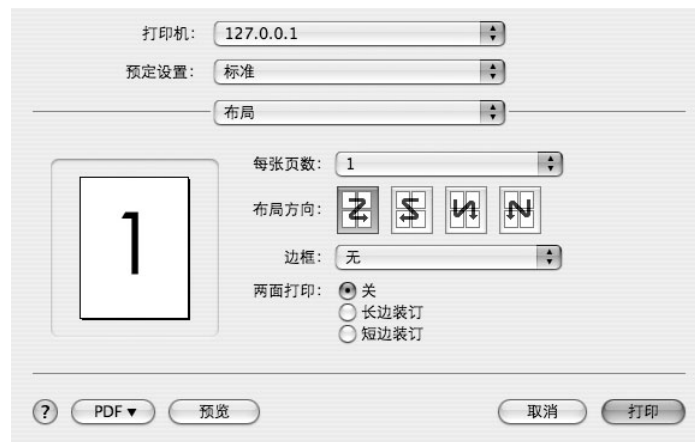 打印机： 127.0.0.1
预定设置： 标准
布局
每张页数： 1
1
布局方向：
边框： 无
两面打印： 关
长边装订
短边装订
? PDF▼ 预览 取消 打印